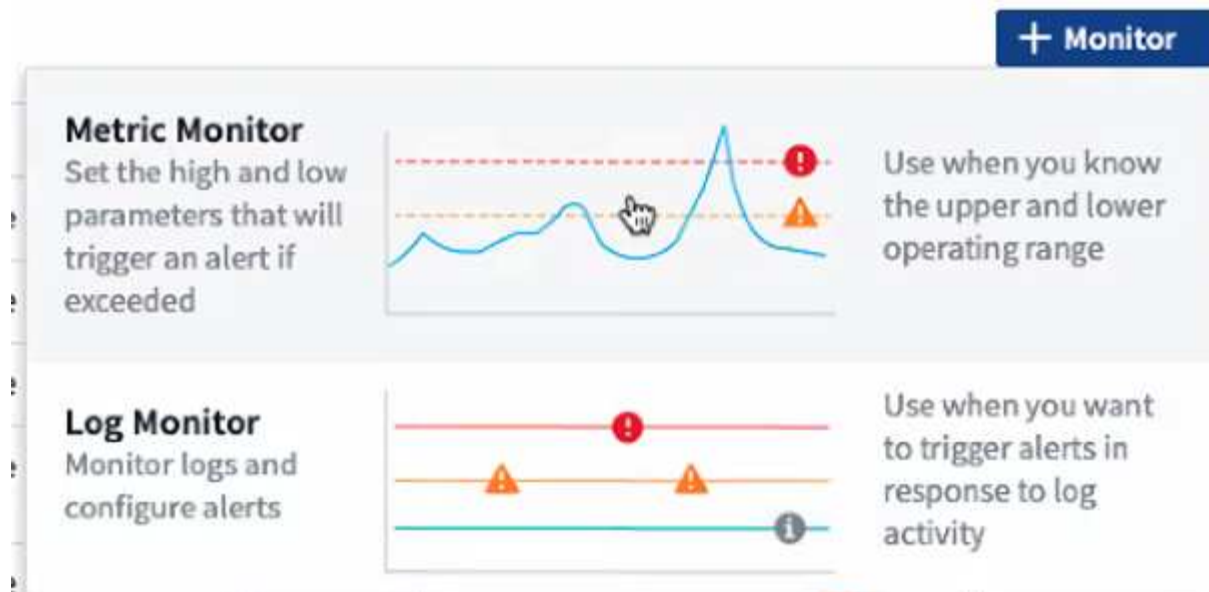 + Monitor
Metric Monitor
Set the high and low
parameters that will
trigger an alert if
exceeded
Use when you know
the upper and lower
operating range
Log Monitor
Monitor logs and
configure alerts
Use when you want
to trigger alerts in
response to log
activity